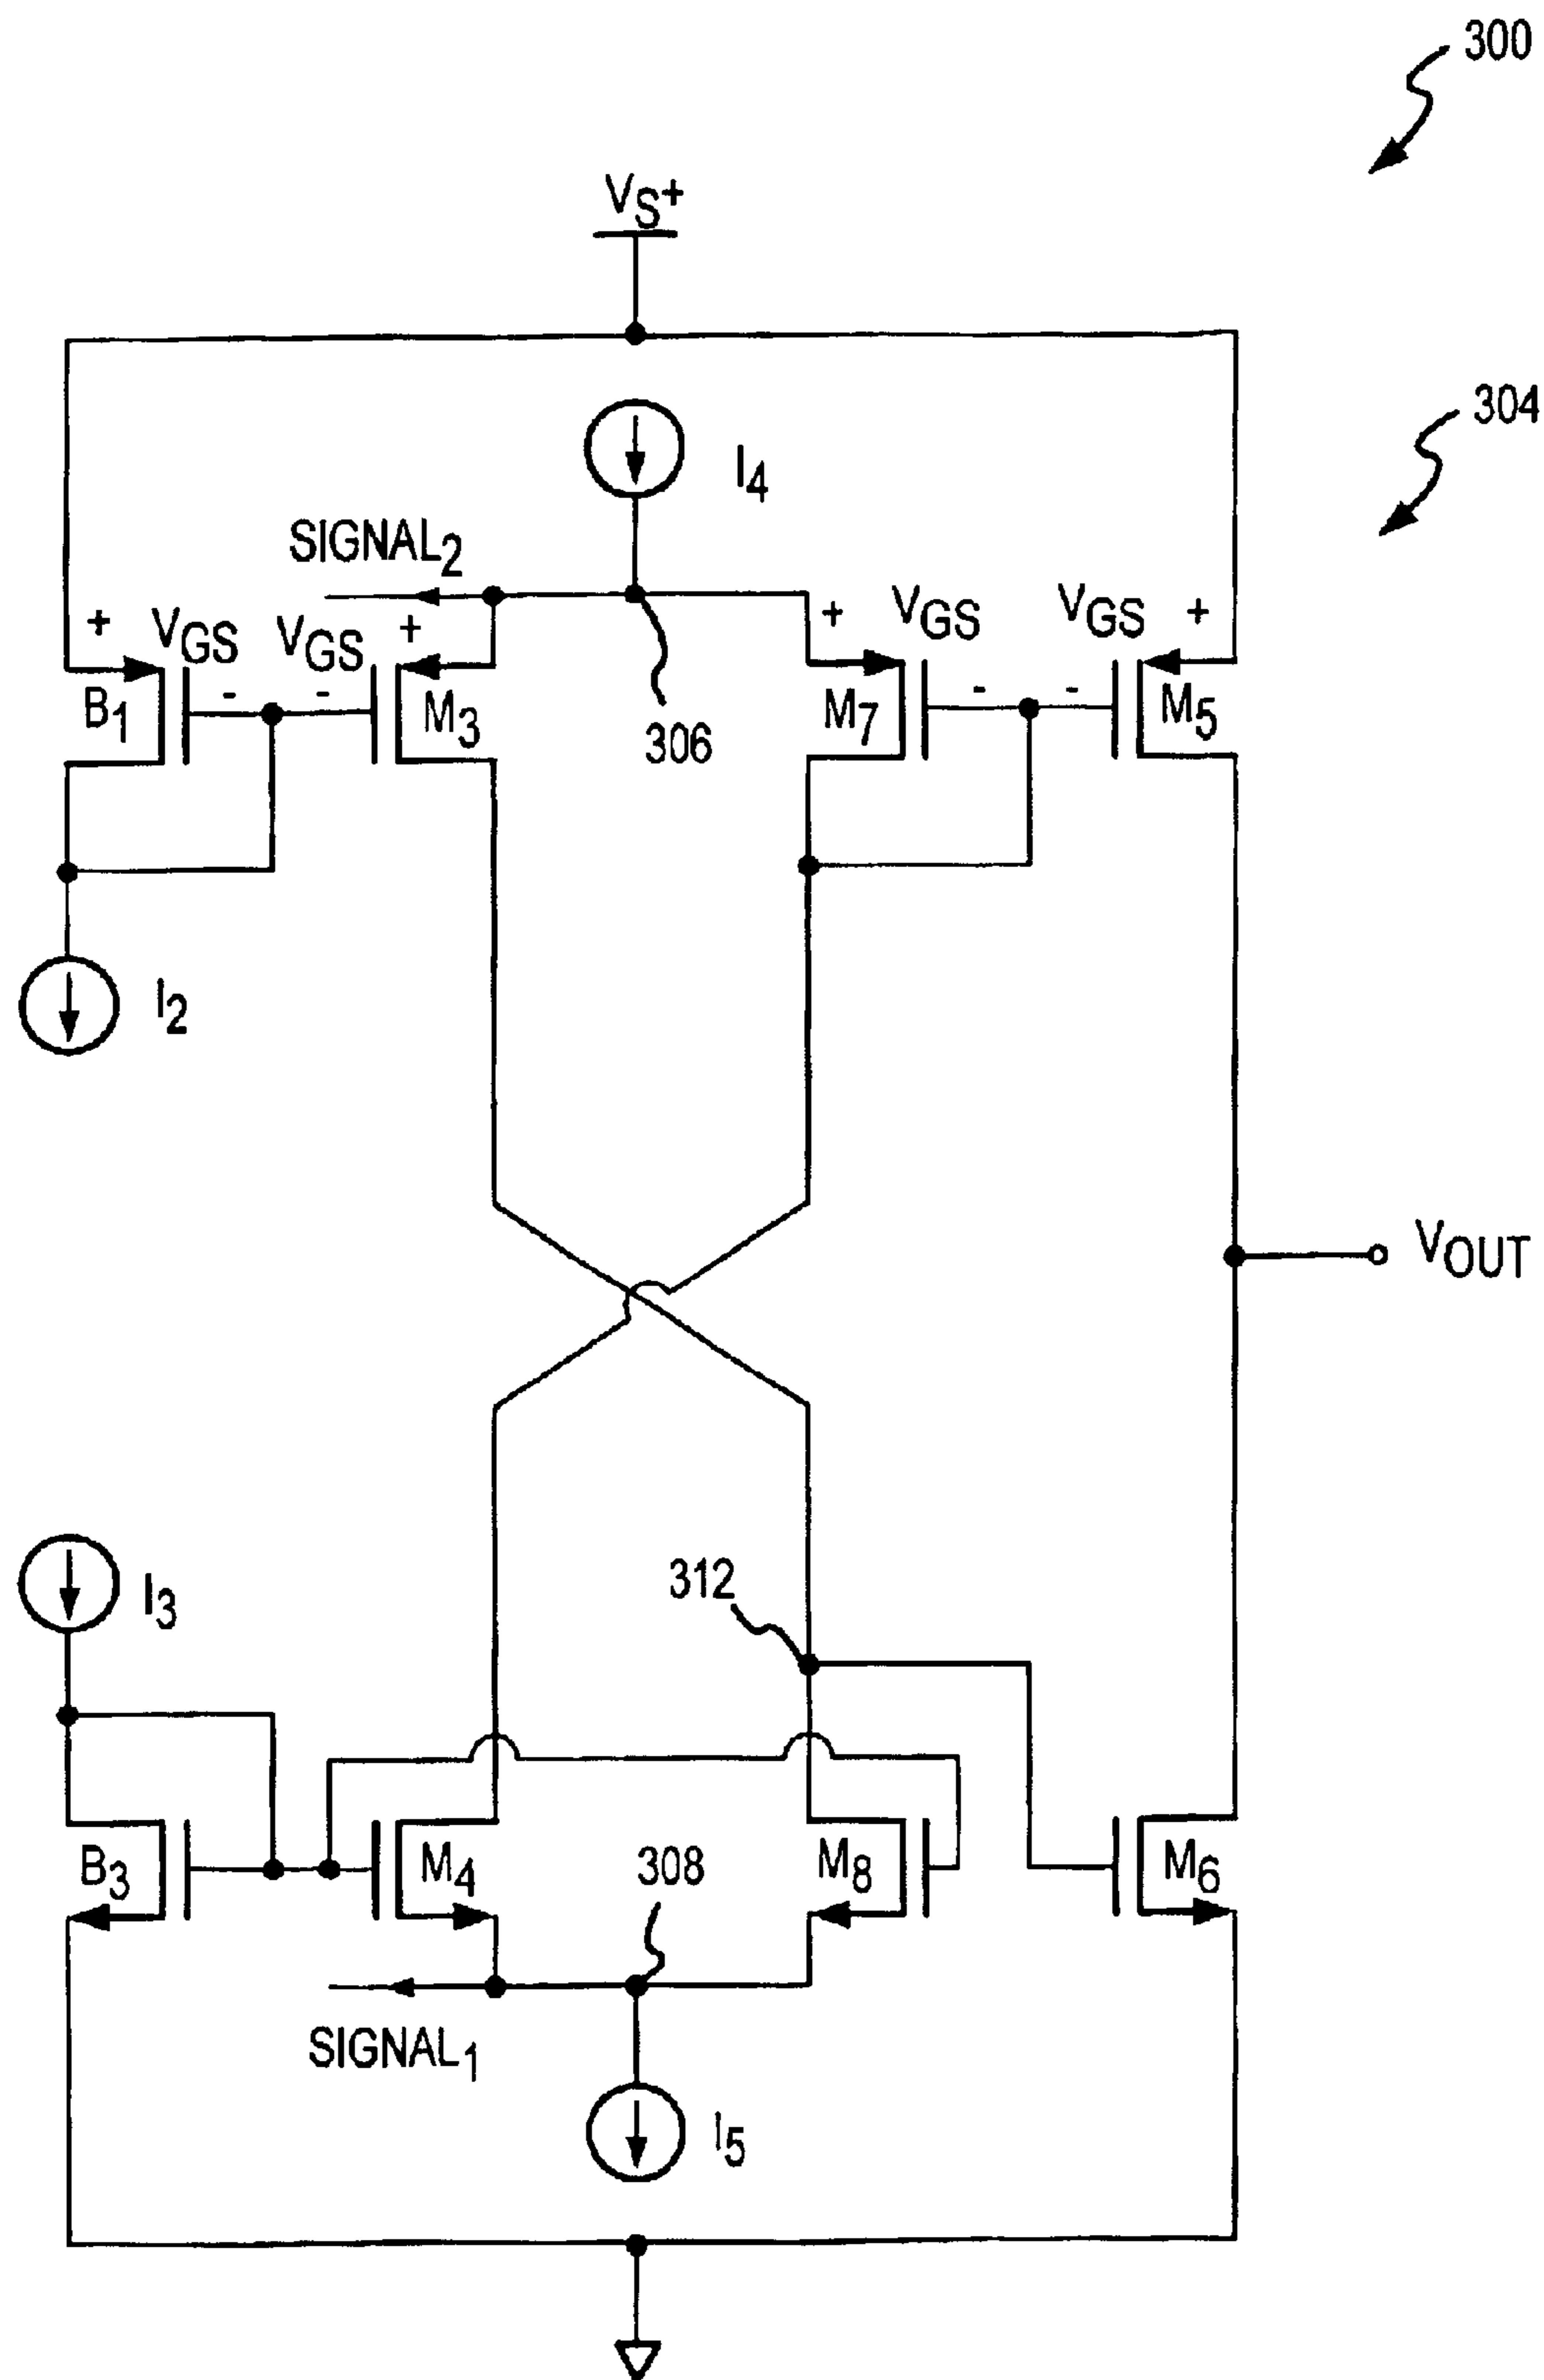 300
VS+
304
I4
SIGNAL2
+ VGS VGS + + VGS VGS +
- - - -
B1 M3 M7 M5
306
I2
VOUT
I3
312
B3 M4 308 M8 M6
SIGNAL1
I5